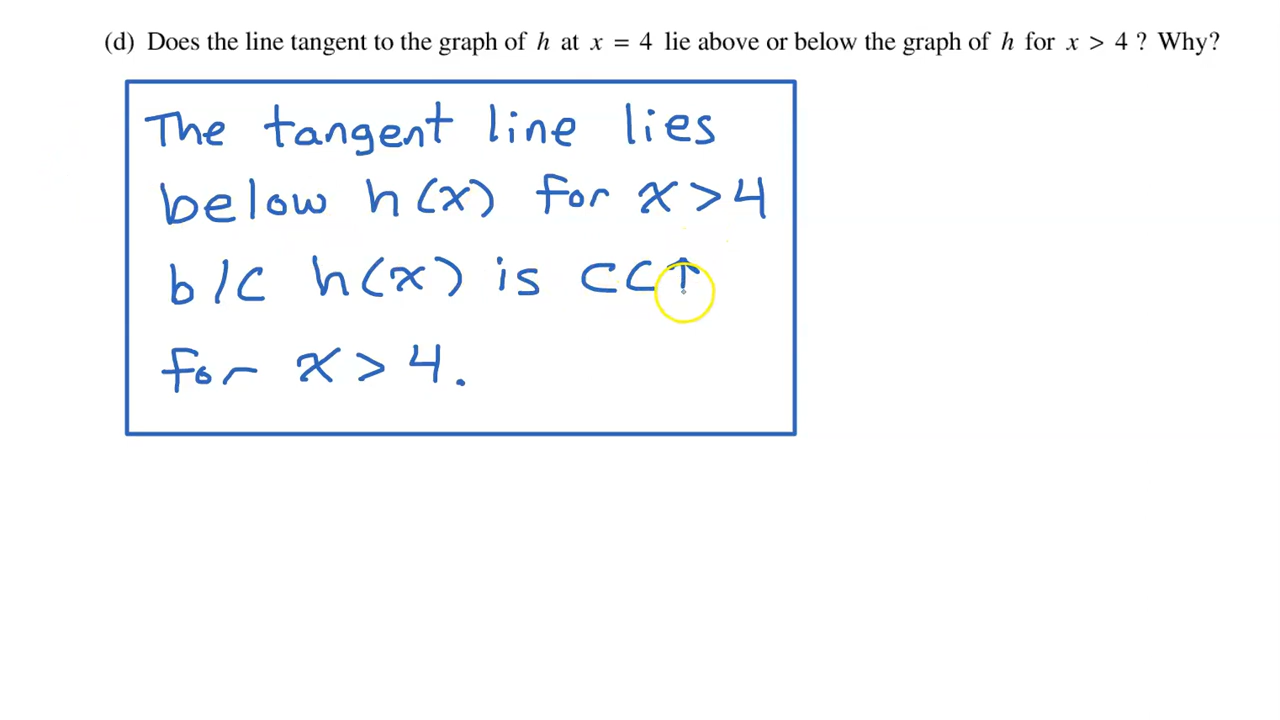 (d) Does the line tangent to the graph of h at x = 4 lie above or below the graph of h for x > 4 ? Why?
The tangent line lies
below h(x) for x > 4
b/c h(x) is CC↑
for x > 4.